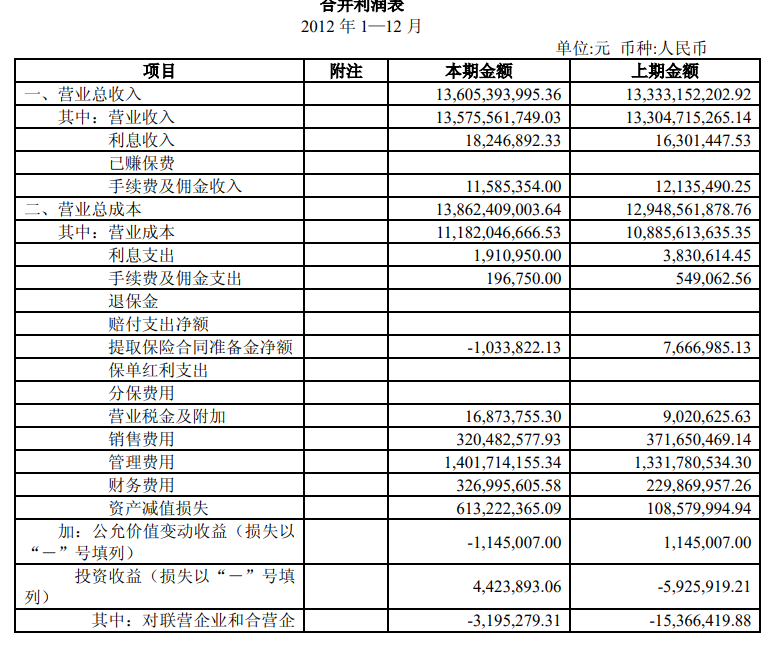 合并利润表
2012 年 1—12 月
单位:元 币种:人民币
项目 附注 本期金额 上期金额
一、营业总收入 13,605,393,995.36 13,333,152,202.92
其中：营业收入 13,575,561,749.03 13,304,715,265.14
利息收入 18,246,892.33 16,301,447.53
已赚保费
手续费及佣金收入 11,585,354.00 12,135,490.25
二、营业总成本 13,862,409,003.64 12,948,561,878.76
其中：营业成本 11,182,046,666.53 10,885,613,635.35
利息支出 1,910,950.00 3,830,614.45
手续费及佣金支出 196,750.00 549,062.56
退保金
赔付支出净额
提取保险合同准备金净额 -1,033,822.13 7,666,985.13
保单红利支出
分保费用
营业税金及附加 16,873,755.30 9,020,625.63
销售费用 320,482,577.93 371,650,469.14
管理费用 1,401,714,155.34 1,331,780,534.30
财务费用 326,995,605.58 229,869,957.26
资产减值损失 613,222,365.09 108,579,994.94
加：公允价值变动收益（损失以
“－”号填列） -1,145,007.00 1,145,007.00
投资收益（损失以“－”号填
列） 4,423,893.06 -5,925,919.21
其中：对联营企业和合营企 -3,195,279.31 -15,366,419.88